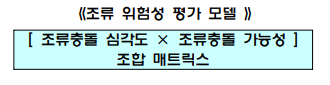 《조류 위험성 평가 모델 》
[ 조류충돌 심각도 × 조류충돌 가능성 ]
조합 매트릭스